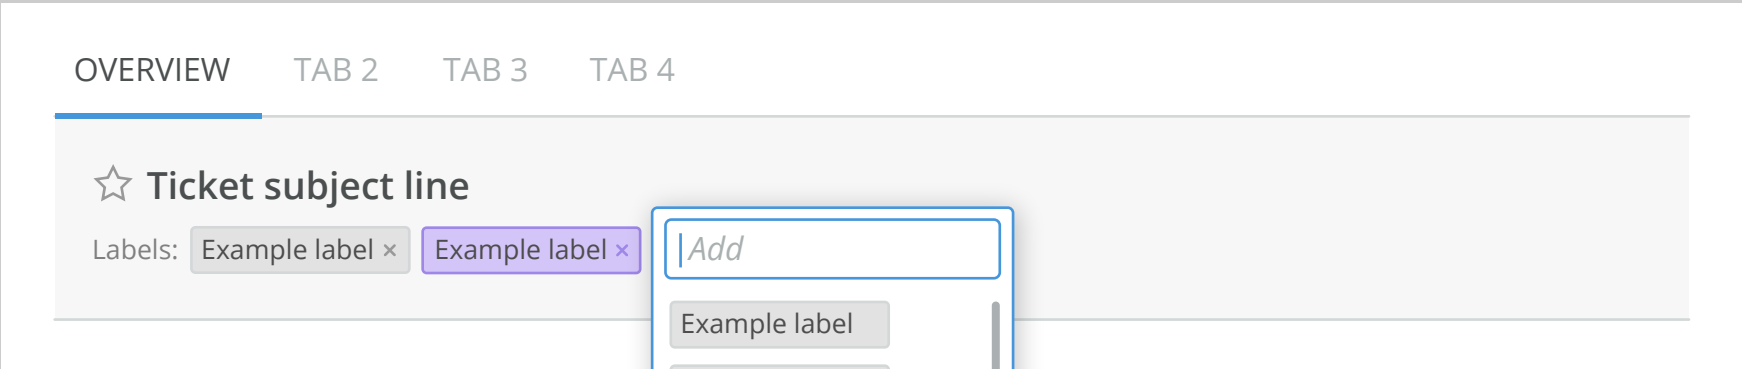 OVERVIEW TAB 2 TAB 3 TAB 4
Ticket subject line
Labels: Example label × Example label × Add
Example label